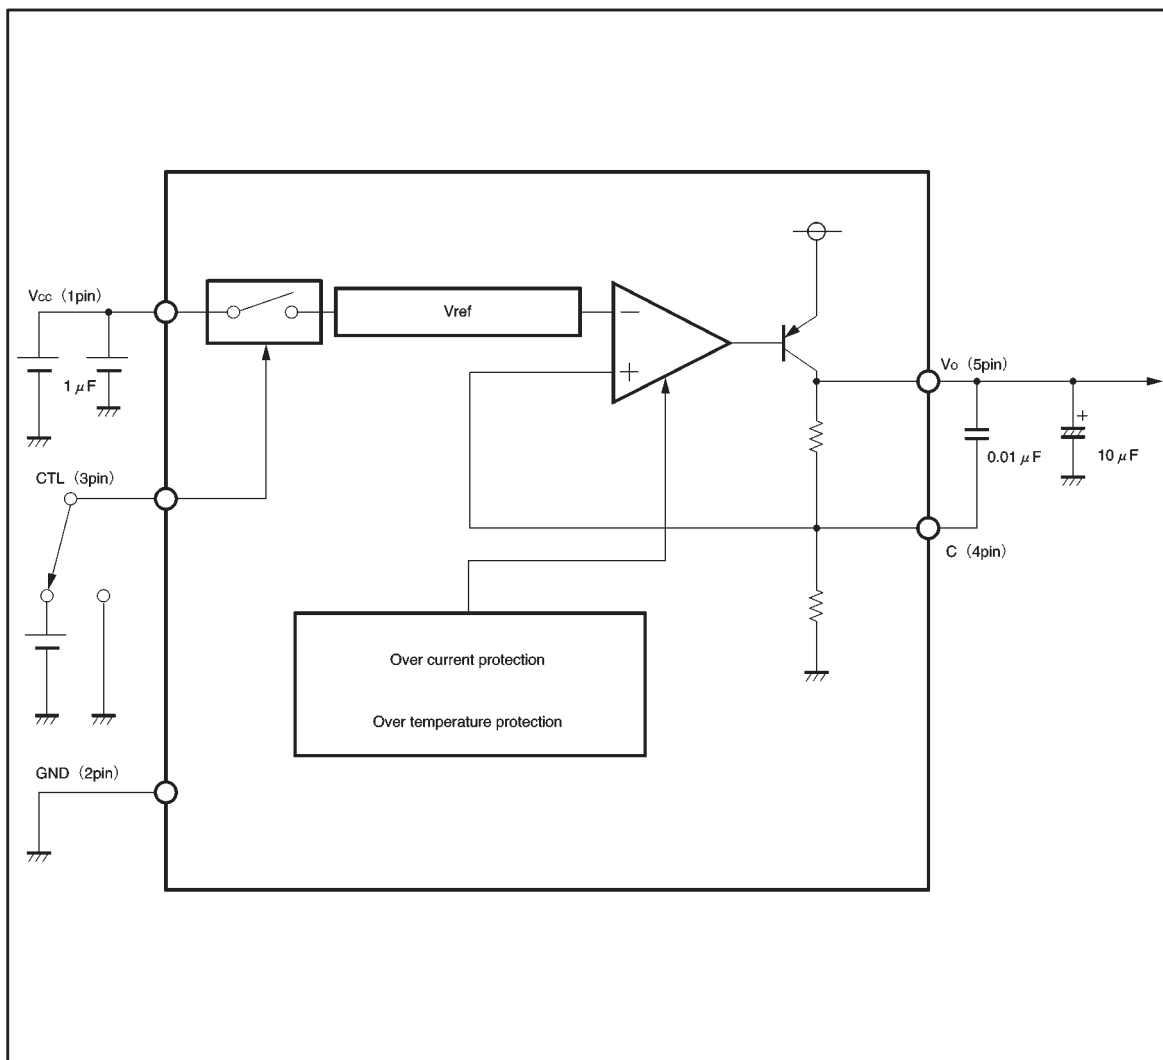 Vcc (1pin)
1 μF
Vref
−
+
CTL (3pin)
Vo (5pin)
+
0.01 μF
10 μF
C (4pin)
Over current protection
Over temperature protection
GND (2pin)